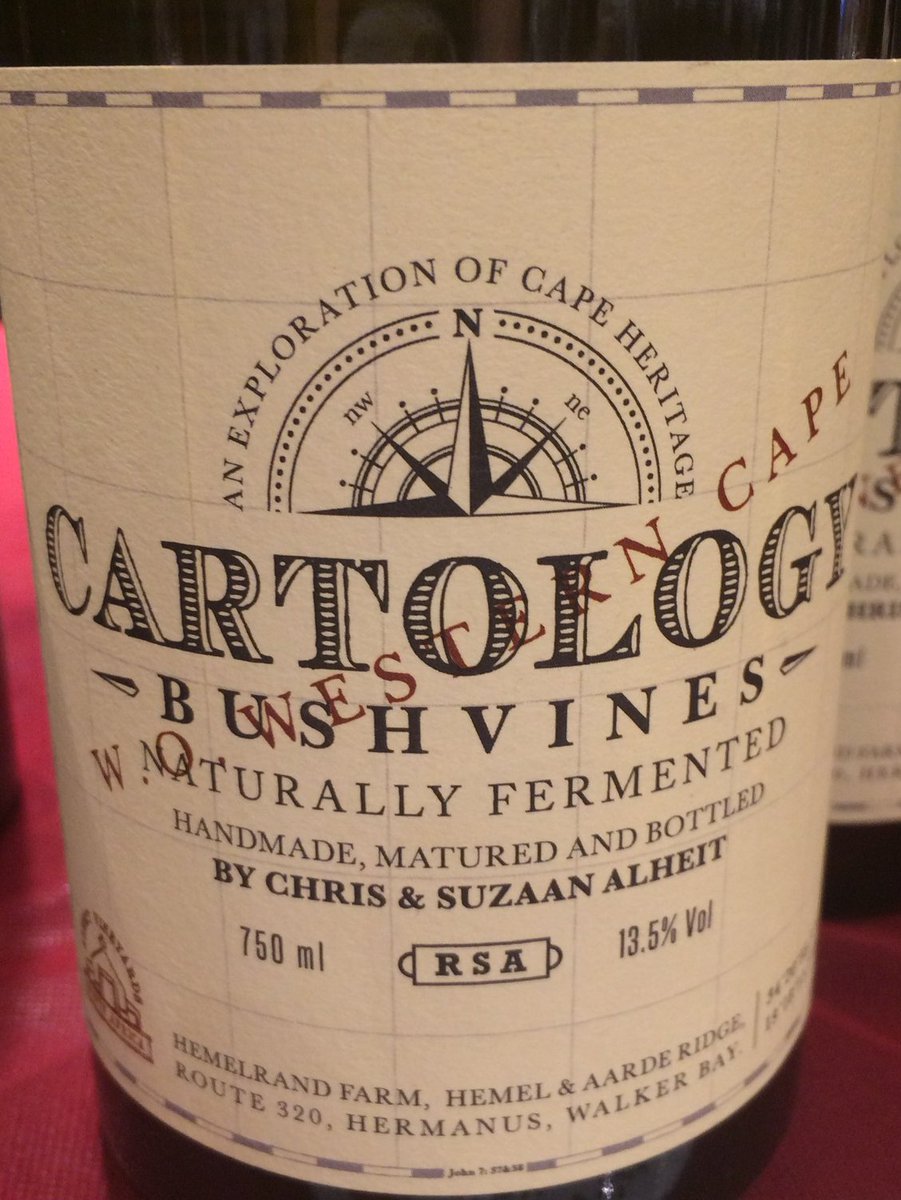 AN EXPLORATION OF CAPE HERITAGE
N
nw
ne
CARTOLOGY
W.O. WESTERN CAPE
BUSHVINES
NATURALLY FERMENTED
HANDMADE, MATURED AND BOTTLED
BY CHRIS & SUZAAN ALHEIT
750 ml
RSA
13.5% Vol
HEMELRAND FARM, HEMEL & AARDE RIDGE,
ROUTE 320, HERMANUS, WALKER BAY.